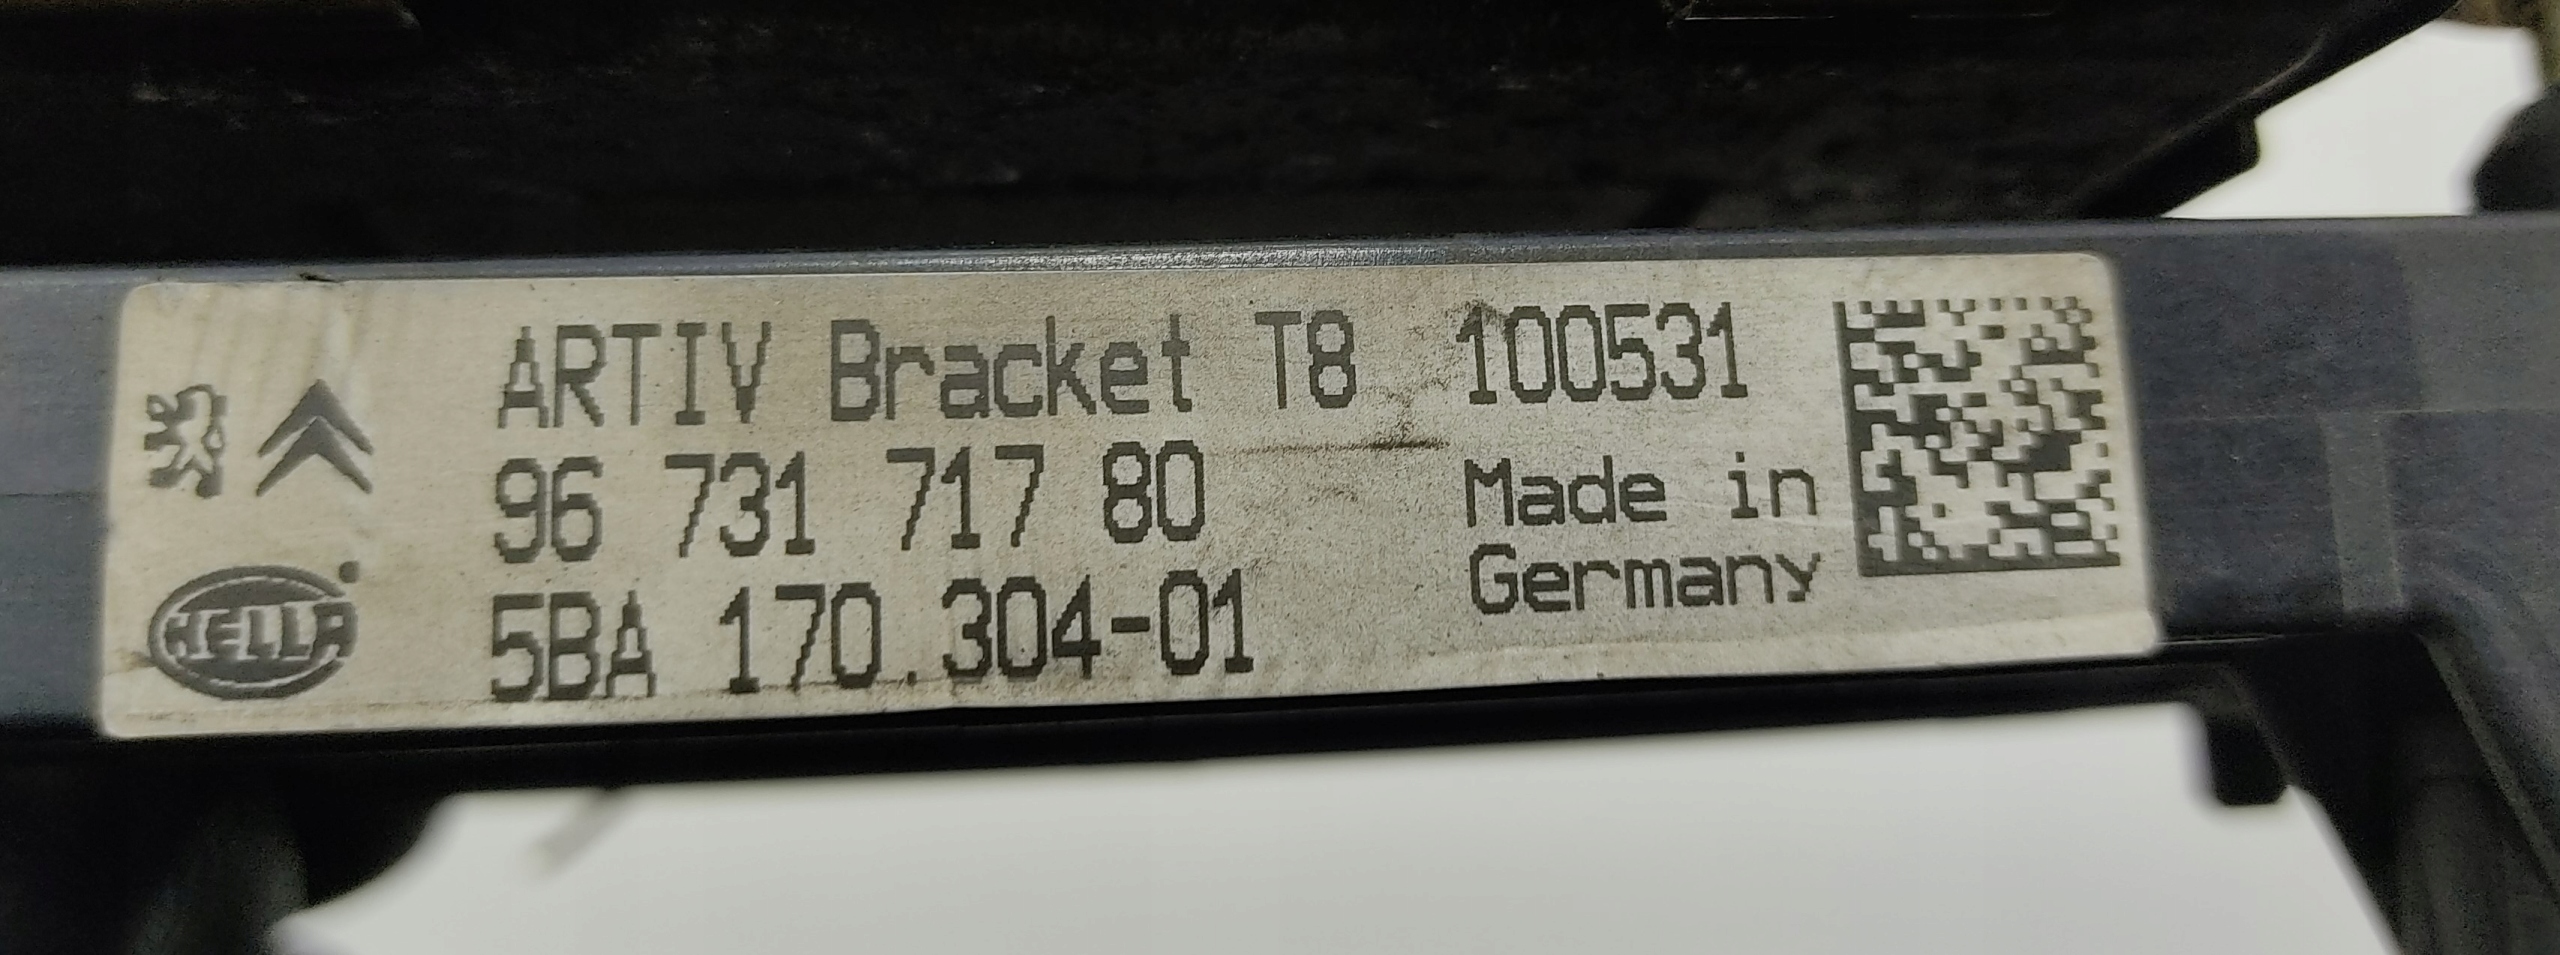 ARTIV Bracket T8 100531
96 731 717 80
Made in
Germany
5BA 170.304-01
HELLA